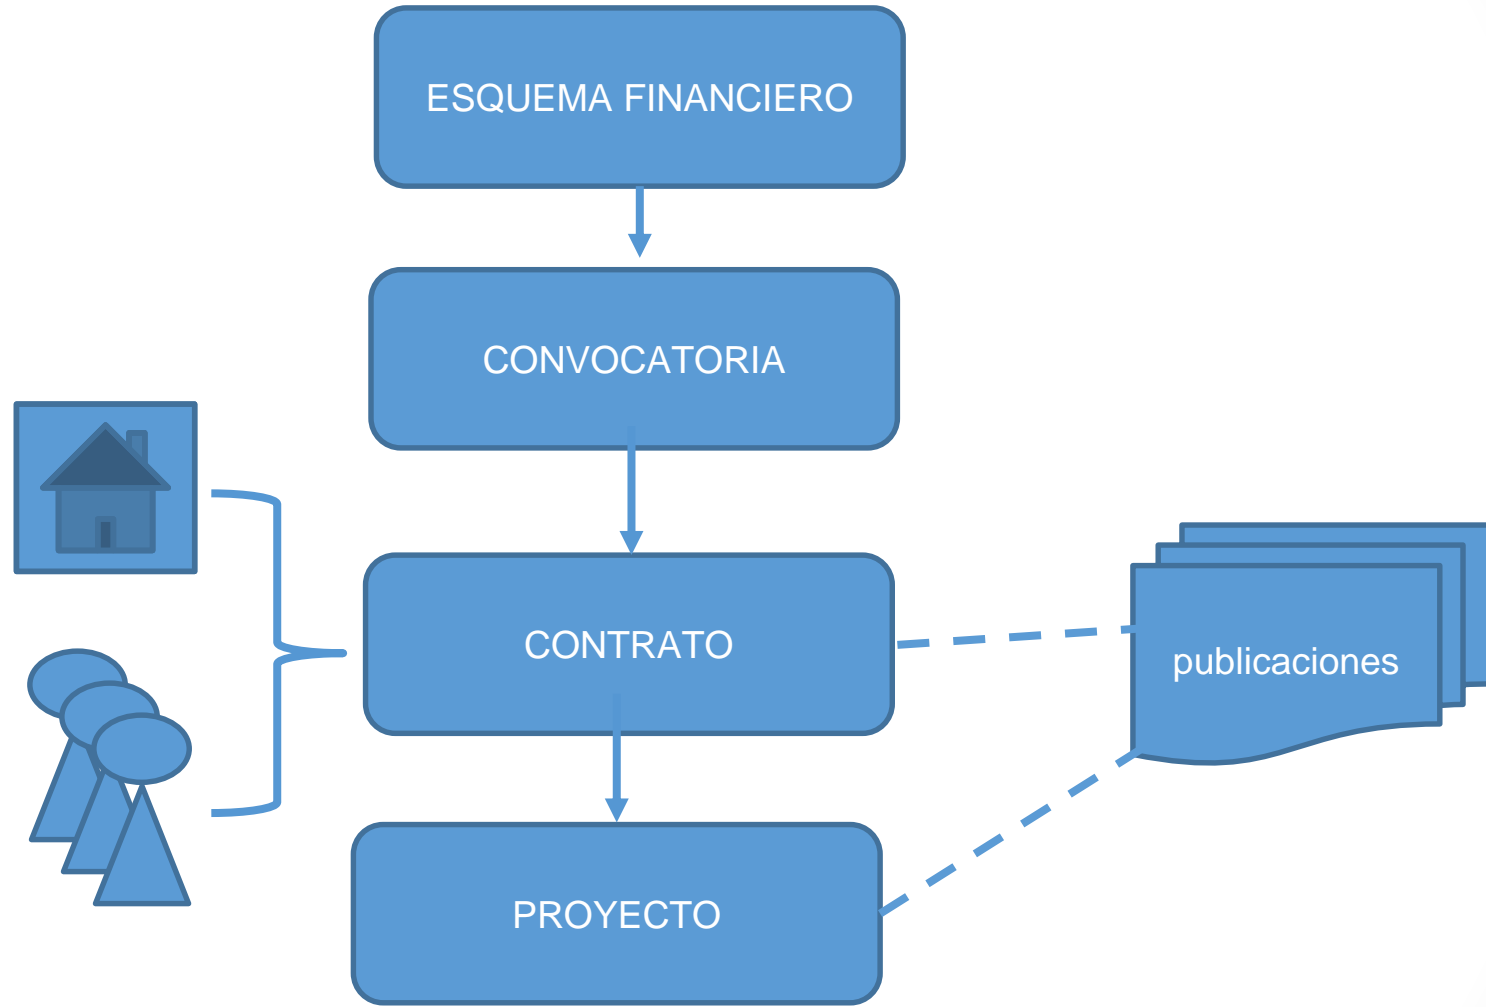 ESQUEMA FINANCIERO
CONVOCATORIA
CONTRATO
publicaciones
PROYECTO